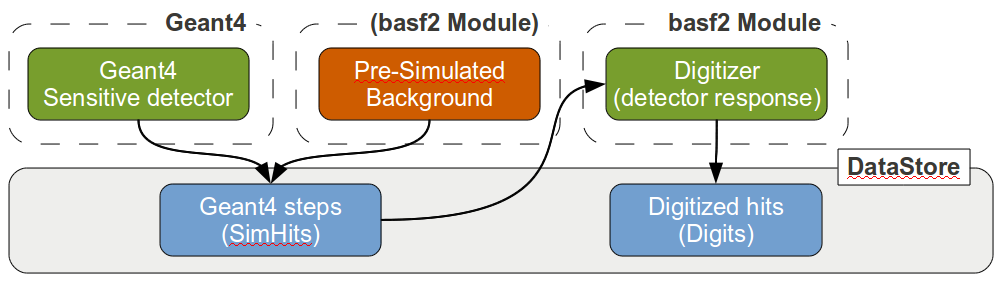 Geant4
(basf2 Module)
basf2 Module
Geant4
Sensitive detector
Pre-Simulated
Background
Digitizer
(detector response)
DataStore
Geant4 steps
(SimHits)
Digitized hits
(Digits)